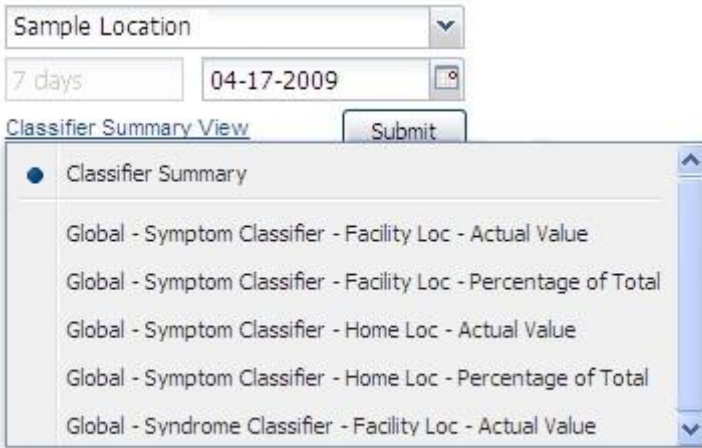 Sample Location
7 days 04-17-2009
Classifier Summary View Submit
Classifier Summary
Global - Symptom Classifier - Facility Loc - Actual Value
Global - Symptom Classifier - Facility Loc - Percentage of Total
Global - Symptom Classifier - Home Loc - Actual Value
Global - Symptom Classifier - Home Loc - Percentage of Total
Global - Syndrome Classifier - Facility Loc - Actual Value